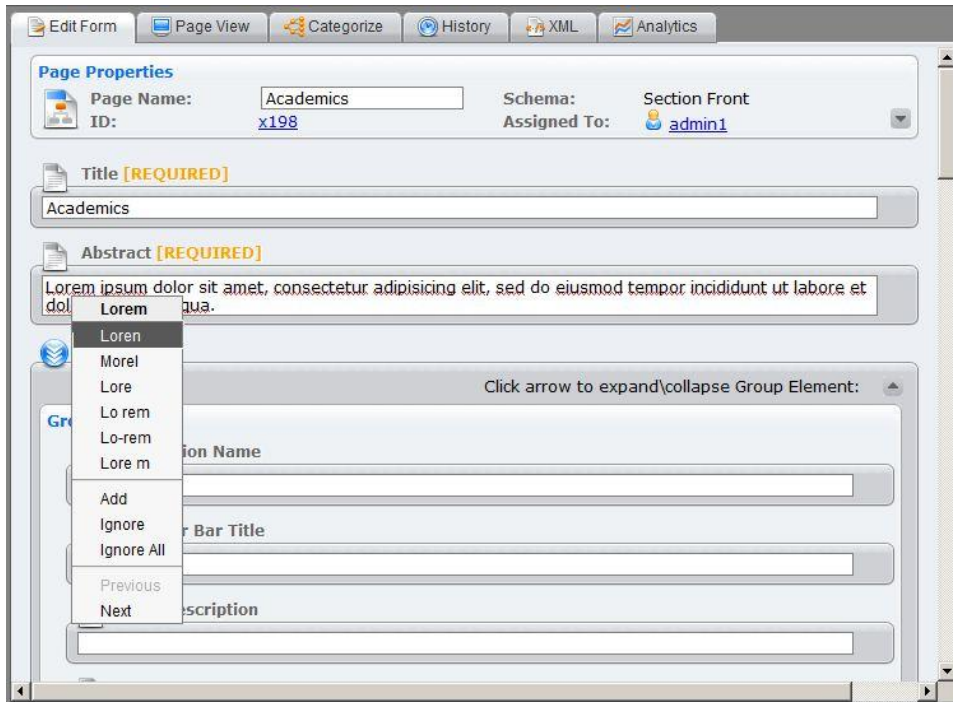 Edit Form Page View Categorize History XML Analytics
Page Properties
Page Name: Academics Schema: Section Front
ID: x198 Assigned To: admin1
Title [REQUIRED]
Academics
Abstract [REQUIRED]
Lorem ipsum dolor sit amet, consectetur adipisicing elit, sed do eiusmod tempor incididunt ut labore et
dol qua.
Lorem
Loren
Morel
Lore
Lo rem
Lo-rem
Lore m
Add
Ignore
Ignore All
Previous
Next
Click arrow to expand\collapse Group Element:
Gr
ion Name
r Bar Title
scription